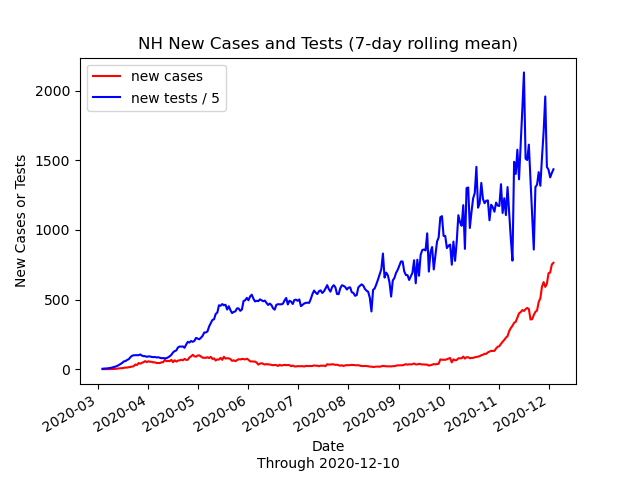 NH New Cases and Tests (7-day rolling mean)
new cases
new tests / 5
2000
1500
1000
500
0
New Cases or Tests
2020-03
2020-04
2020-05
2020-06
2020-07
2020-08
2020-09
2020-10
2020-11
2020-12
Date
Through 2020-12-10